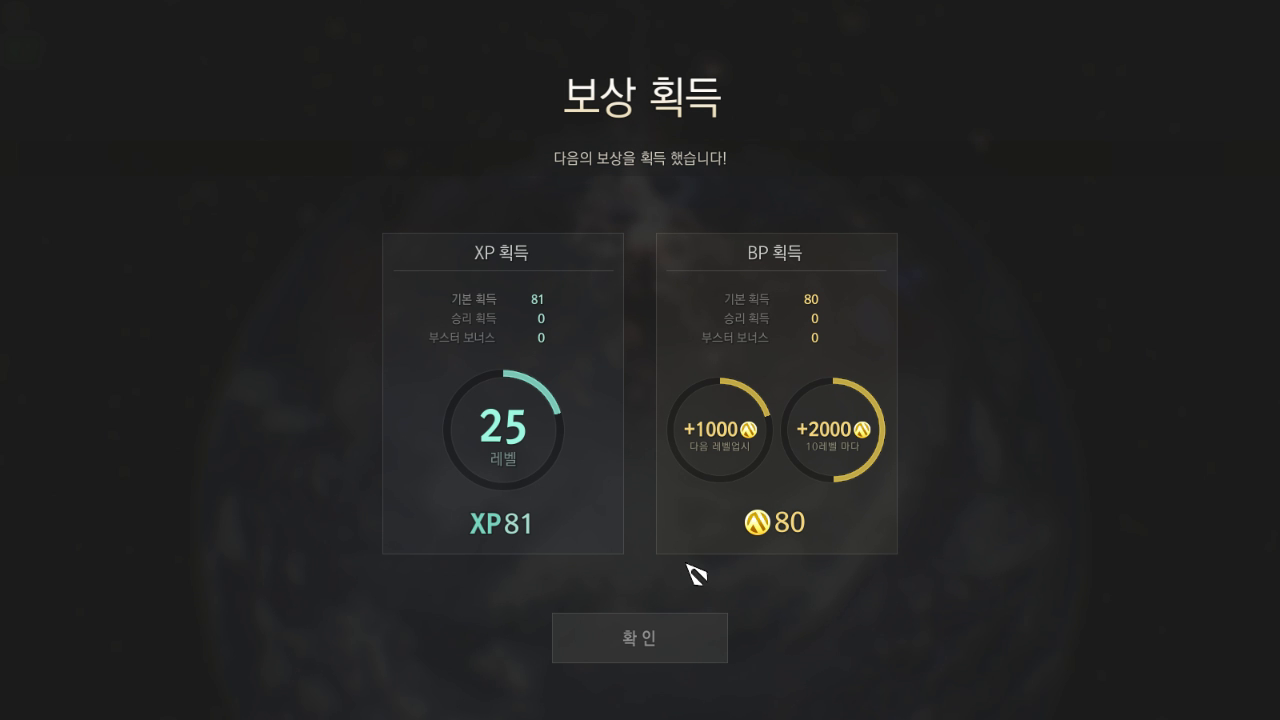 보상 획득
다음의 보상을 획득 했습니다!
XP 획득
기본 획득 81
승리 획득 0
부스터 보너스 0
25
레벨
XP 81
BP 획득
기본 획득 80
승리 획득 0
부스터 보너스 0
+1000
다음 레벨업시
+2000
10레벨 마다
80
확인